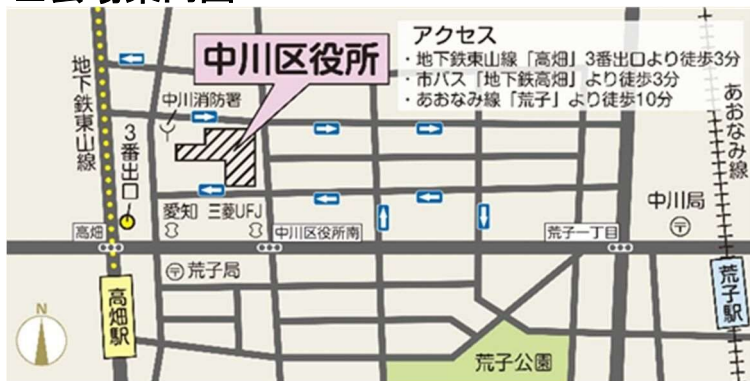 アクセス
・地下鉄東山線「高畑」3番出口より徒歩3分
・市バス「地下鉄高畑」より徒歩3分
・あおなみ線「荒子」より徒歩10分
中川区役所
地下鉄東山線
中川消防署
3番出口
あおなみ線
愛知 三菱UFJ
中川局
高畑
中川区役所南
荒子一丁目
荒子局
高畑駅
荒子駅
N
荒子公園